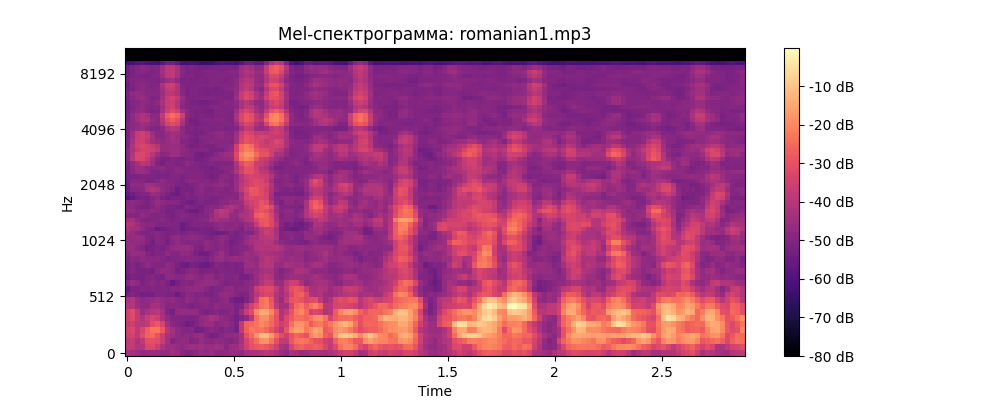 Mel-спектрограмма: romanian1.mp3
Hz
8192
4096
2048
1024
512
0
0
0.5
1
1.5
2
2.5
Time
-10 dB
-20 dB
-30 dB
-40 dB
-50 dB
-60 dB
-70 dB
-80 dB